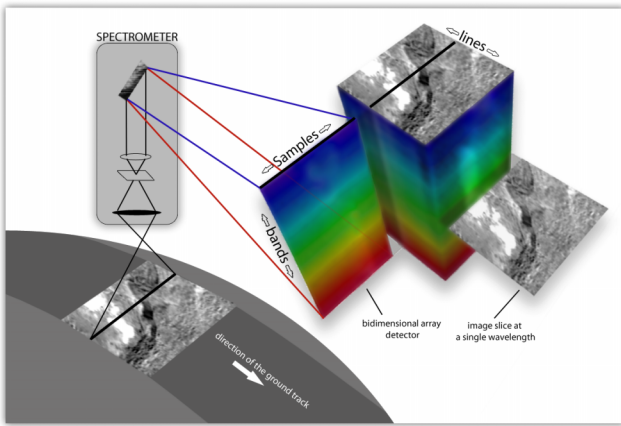 SPECTROMETER
lines
Samples
bands
bidimensional array
detector
image slice at
a single wavelength
direction of the ground track